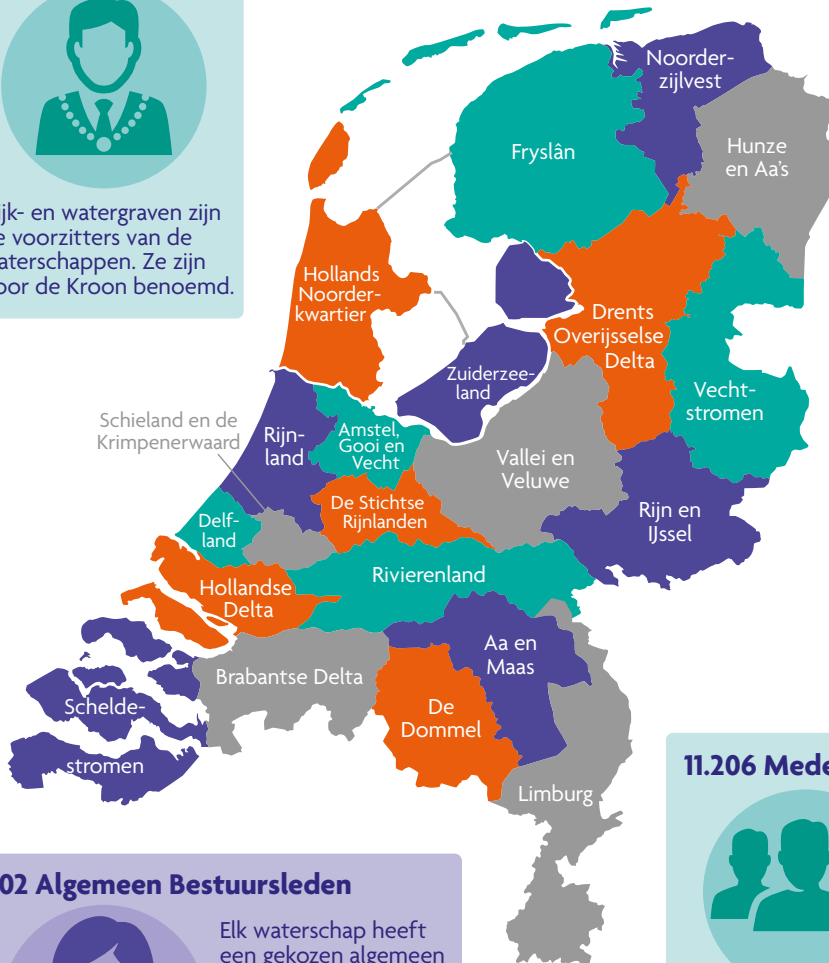 ijk- en watergraven zijn
e voorzitters van de
aterschappen. Ze zijn
oor de Kroon benoemd.
Noorder-
zijlvest
Fryslân
Hunze
en Aa's
Hollands
Noorder-
kwartier
Drents
Overijsselse
Delta
Zuiderzee-
land
Vecht-
stromen
Schieland en de
Krimpenerwaard
Rijn-
land
Amstel,
Gooi en
Vecht
Vallei en
Veluwe
De Stichtse
Rijnlanden
Rijn en
IJssel
Delf-
land
Rivierenland
Hollandse
Delta
Aa en
Maas
Brabantse Delta
Schelde-
stromen
De
Dommel
Limburg
11.206 Mede
02 Algemeen Bestuursleden
Elk waterschap heeft
een gekozen algemeen